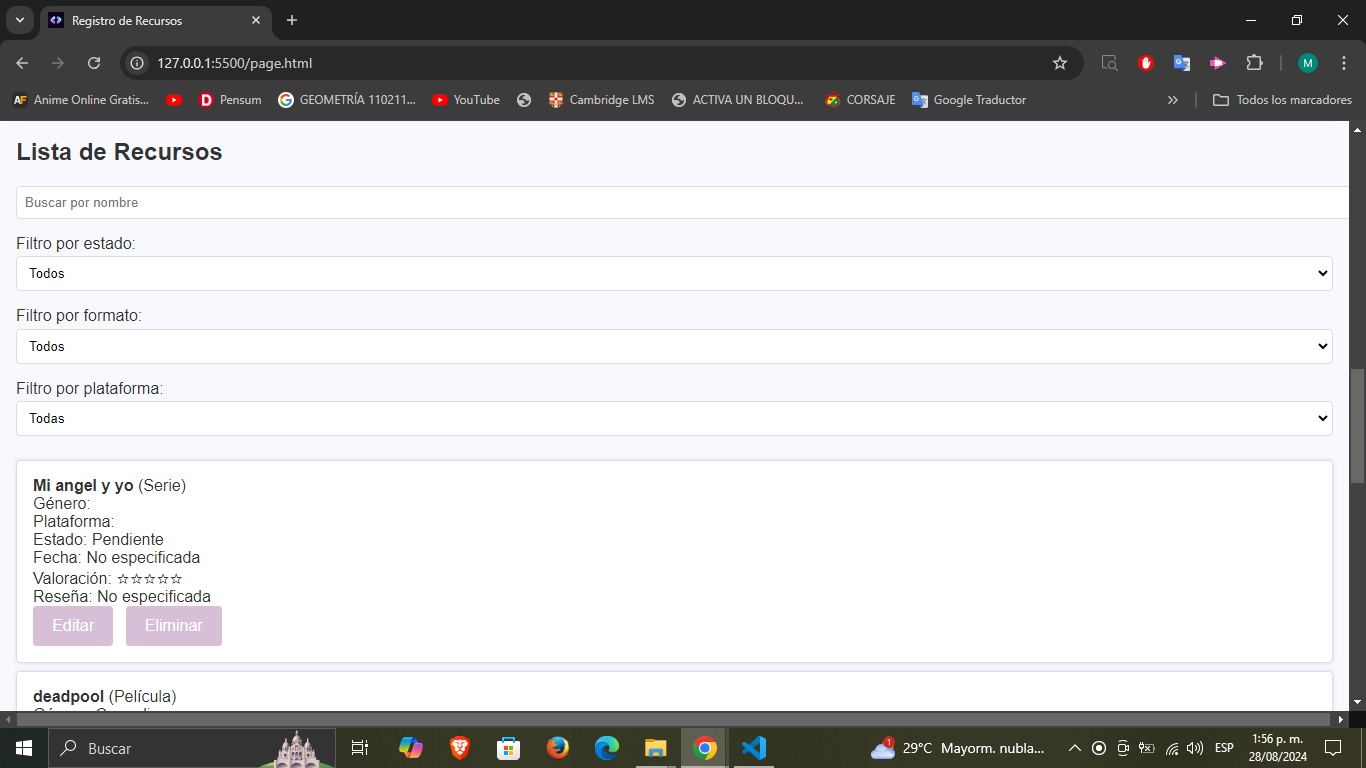 Registro de Recursos
127.0.0.1:5500/page.html
M
AF Anime Online Gratis... Pensum GEOMETRÍA 110211... YouTube Cambridge LMS ACTIVA UN BLOQU... CORSAJE Google Traductor » Todos los marcadores
Lista de Recursos
Buscar por nombre
Filtro por estado:
Todos
Filtro por formato:
Todos
Filtro por plataforma:
Todas
Mi angel y yo (Serie)
Género:
Plataforma:
Estado: Pendiente
Fecha: No especificada
Valoración: ☆☆☆☆☆
Reseña: No especificada
Editar Eliminar
deadpool (Película)
Buscar
1 29°C Mayorm. nubla... ESP 1:56 p. m.
28/08/2024